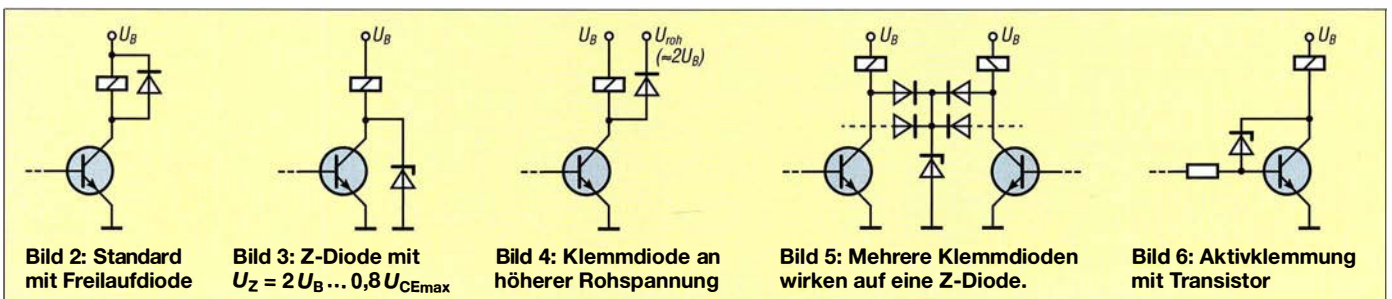 U_B
U_B
U_B
U_roh
(≈2U_B)
U_B
U_B
U_B
Bild 2: Standard
mit Freilaufdiode
Bild 3: Z-Diode mit
U_Z = 2 U_B ... 0,8 U_CEmax
Bild 4: Klemmdiode an
höherer Rohspannung
Bild 5: Mehrere Klemmdioden
wirken auf eine Z-Diode.
Bild 6: Aktivklemmung
mit Transistor